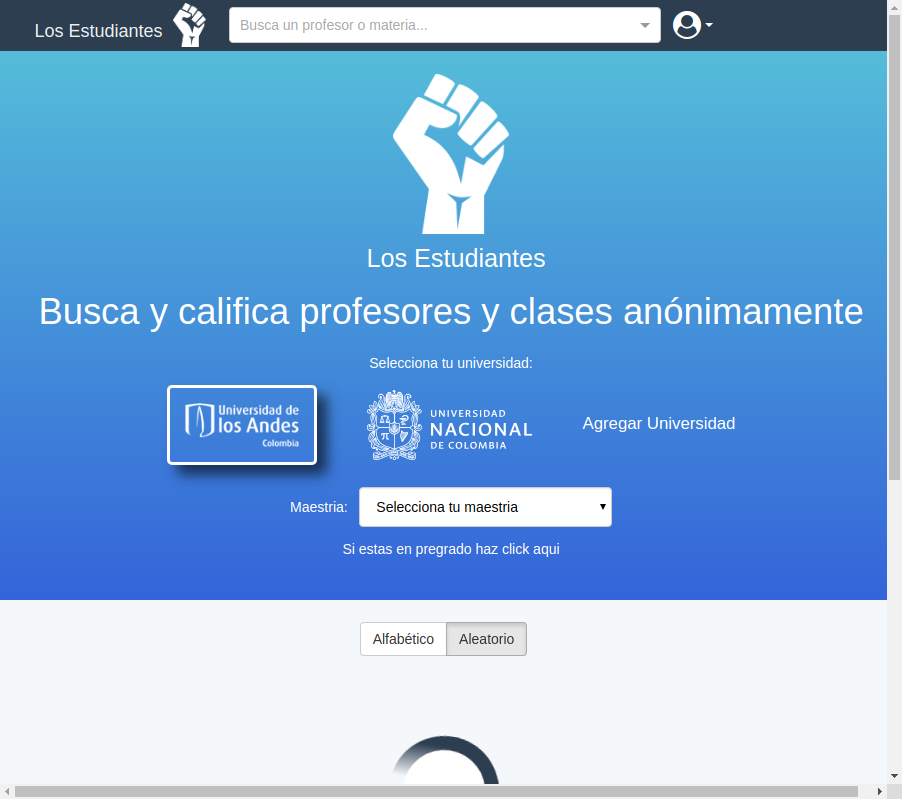 Los Estudiantes
Busca un profesor o materia...
Los Estudiantes
Busca y califica profesores y clases anónimamente
Selecciona tu universidad:
Universidad de
los Andes
Colombia
UNIVERSIDAD
NACIONAL
DE COLOMBIA
Agregar Universidad
Maestria: Selecciona tu maestria
Si estas en pregrado haz click aqui
Alfabético Aleatorio